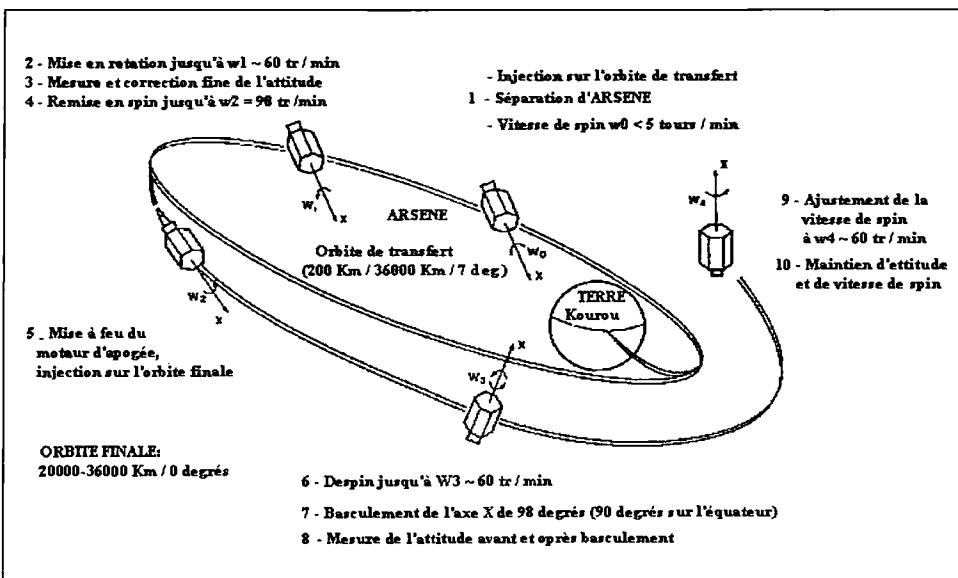 2 - Mise en rotation jusqu'à w1 ~ 60 tr / min
3 - Mesure et correction fine de l'attitude
4 - Remise en spin jusqu'à w2 = 98 tr /min
- Injection sur l'orbite de transfert
1 - Séparation d'ARSENE
- Vitesse de spin w0 < 5 tours / min
W1
X
ARSENE
W0
X
Orbite de transfert
(200 Km / 36000 Km / 7 deg)
TERRE
Kourou
X
W4
9 - Ajustement de la
vitesse de spin
à w4 ~ 60 tr / min
10 - Maintien d'ettitude
et de vitesse de spin
W2
X
5 - Mise à feu du
motaur d'epogée,
injection sur l'orbite finale
X
W3
ORBITE FINALE:
20000-36000 Km / 0 degrés
6 - Despin jusqu'à W3 ~ 60 tr / min
7 - Basculement de l'axe X de 98 degrés (90 degrés sur l'équateur)
8 - Mesure de l'attitude avant et oprès basculement